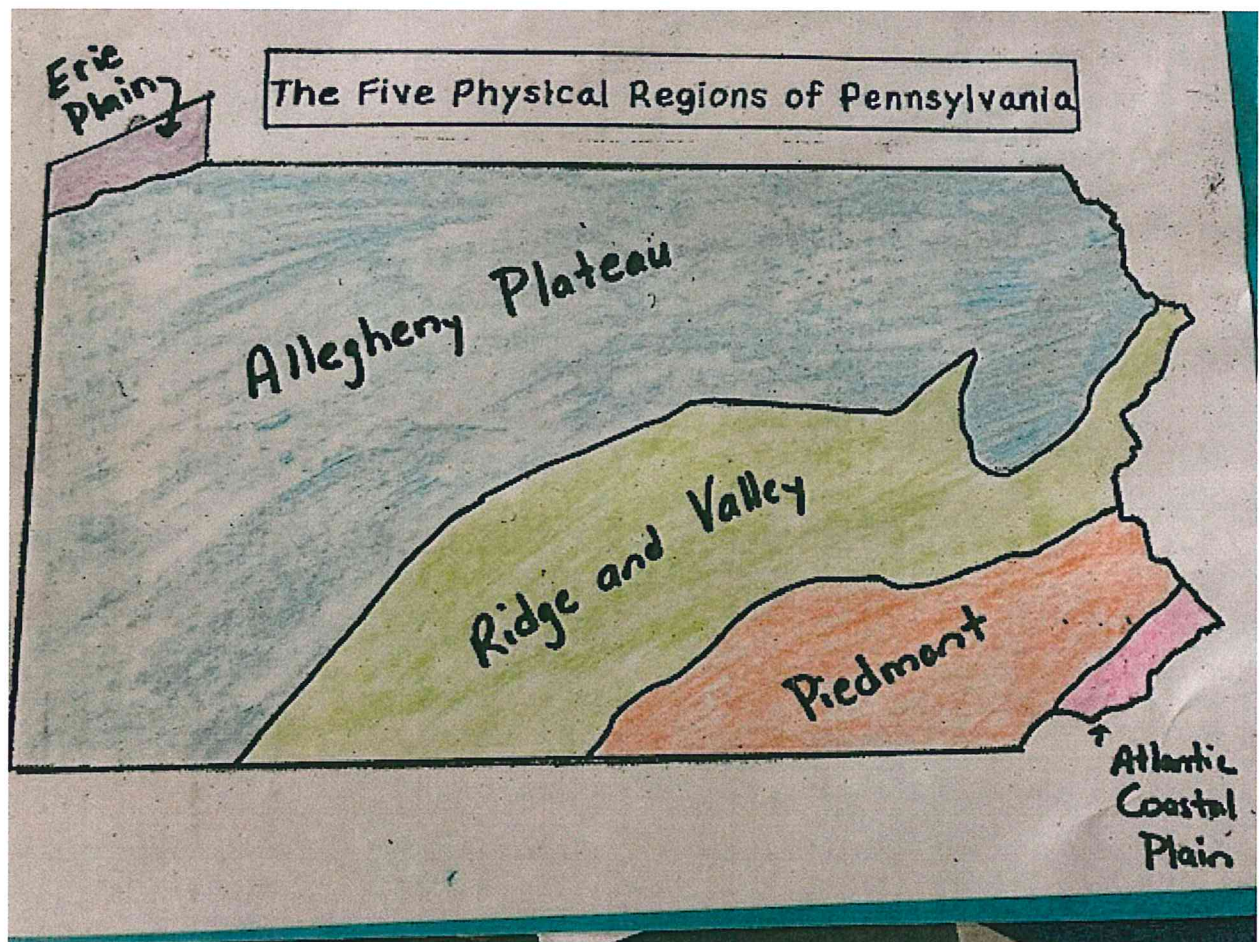 Erie
Plain
The Five Physical Regions of Pennsylvania
Allegheny Plateau
Ridge and Valley
Piedmont
Atlantic
Coastal
Plain